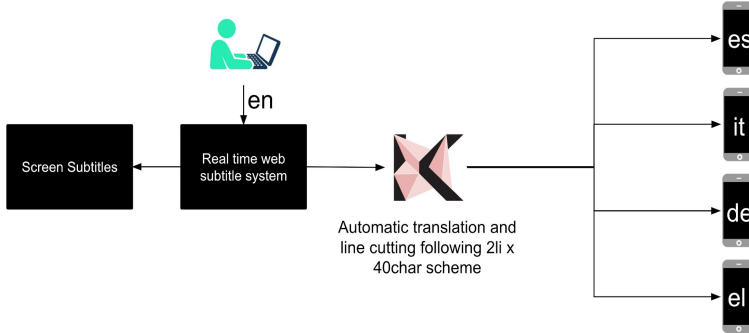 en
Screen Subtitles
Real time web
subtitle system
Automatic translation and
line cutting following 2li x
40char scheme
es
it
de
el